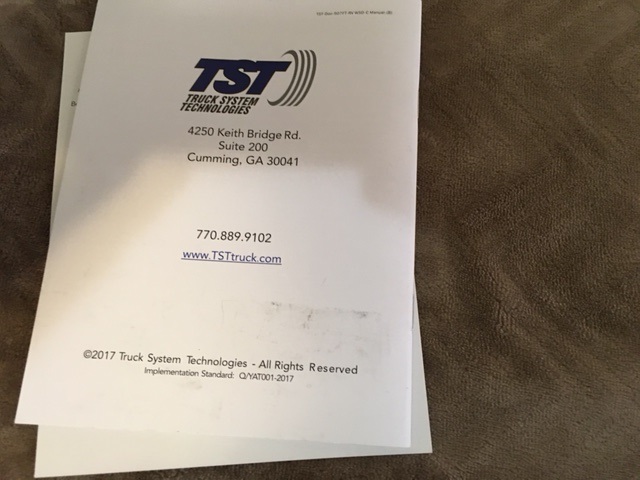 TST
TRUCK SYSTEM
TECHNOLOGIES
4250 Keith Bridge Rd.
Suite 200
Cumming, GA 30041
770.889.9102
www.TSTtruck.com
©2017 Truck System Technologies - All Rights Reserved
Implementation Standard: Q/YAT001-2017